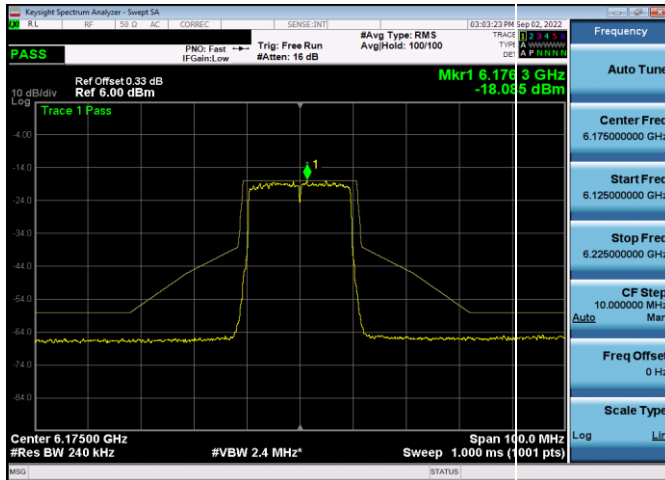 Keysight Spectrum Analyzer - Swept SA
RL RF 50 Ω AC CORREC SENSE:INT 03:03:23 PM Sep 02, 2022
PASS
PNO: Fast
IFGain:Low
Trig: Free Run
#Atten: 16 dB
#Avg Type: RMS
Avg|Hold: 100/100
TRACE 1 2 3 4 5 6
TYPE A WWWWW
DET A P N N N N
Frequency
Ref Offset 0.33 dB
10 dB/div Ref 6.00 dBm
Log
Mkr1 6.176 3 GHz
-18.085 dBm
Trace 1 Pass
1
-4.00
-14.0
-24.0
-34.0
-44.0
-54.0
-64.0
-74.0
-84.0
Center 6.17500 GHz Span 100.0 MHz
#Res BW 240 kHz #VBW 2.4 MHz* Sweep 1.000 ms (1001 pts)
Auto Tune
Center Freq
6.175000000 GHz
Start Freq
6.125000000 GHz
Stop Freq
6.225000000 GHz
CF Step
10.000000 MHz
Auto Man
Freq Offset
0 Hz
Scale Type
Log Lin
MSG STATUS